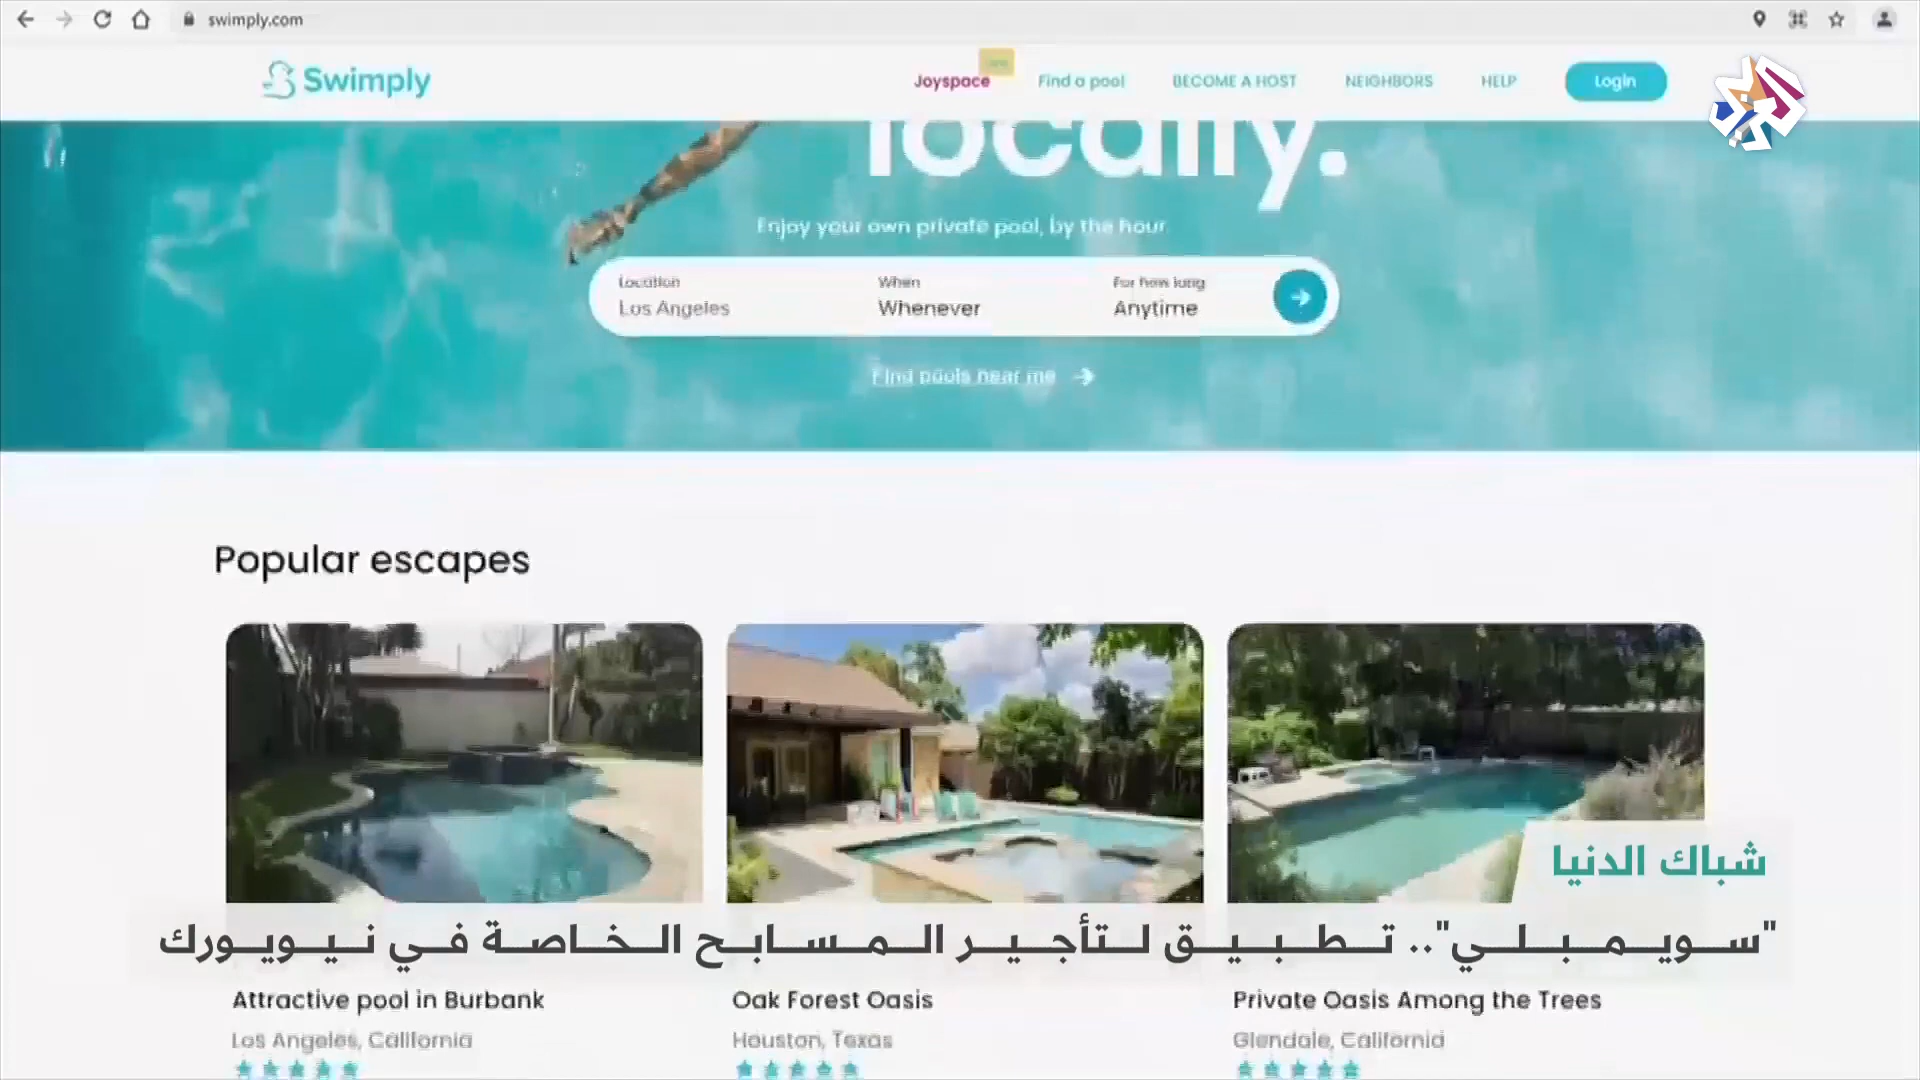 swimply.com
Swimply
Joyspace
Find a pool
BECOME A HOST
NEIGHBORS
HELP
Login
locally.
Enjoy your own private pool, by the hour.
Location
When
For how long
Los Angeles
Whenever
Anytime
Find pools near me
Popular escapes
شباك الدنيا
"سويمبلي".. تطبيق لتأجير المسابح الخاصة في نيويورك
Attractive pool in Burbank
Oak Forest Oasis
Private Oasis Among the Trees
Los Angeles, California
Houston, Texas
Glendale, California